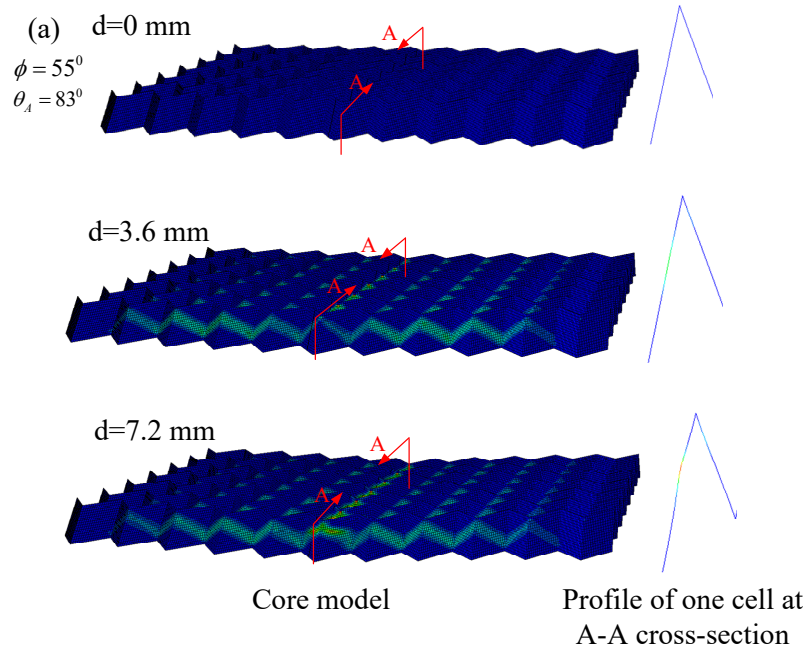 (a) d=0 mm
ϕ = 55⁰
θ_A = 83⁰
A
A
d=3.6 mm
A
A
d=7.2 mm
A
A
Core model
Profile of one cell at
A-A cross-section